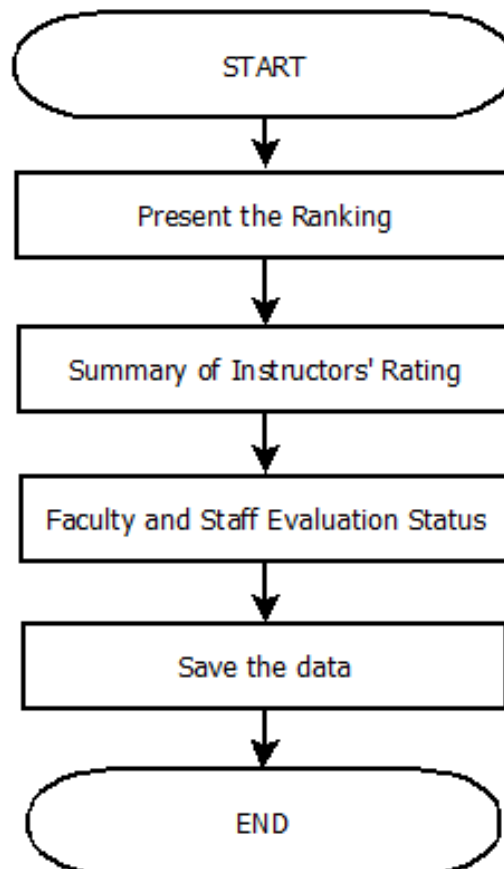 START
Present the Ranking
Summary of Instructors' Rating
Faculty and Staff Evaluation Status
Save the data
END